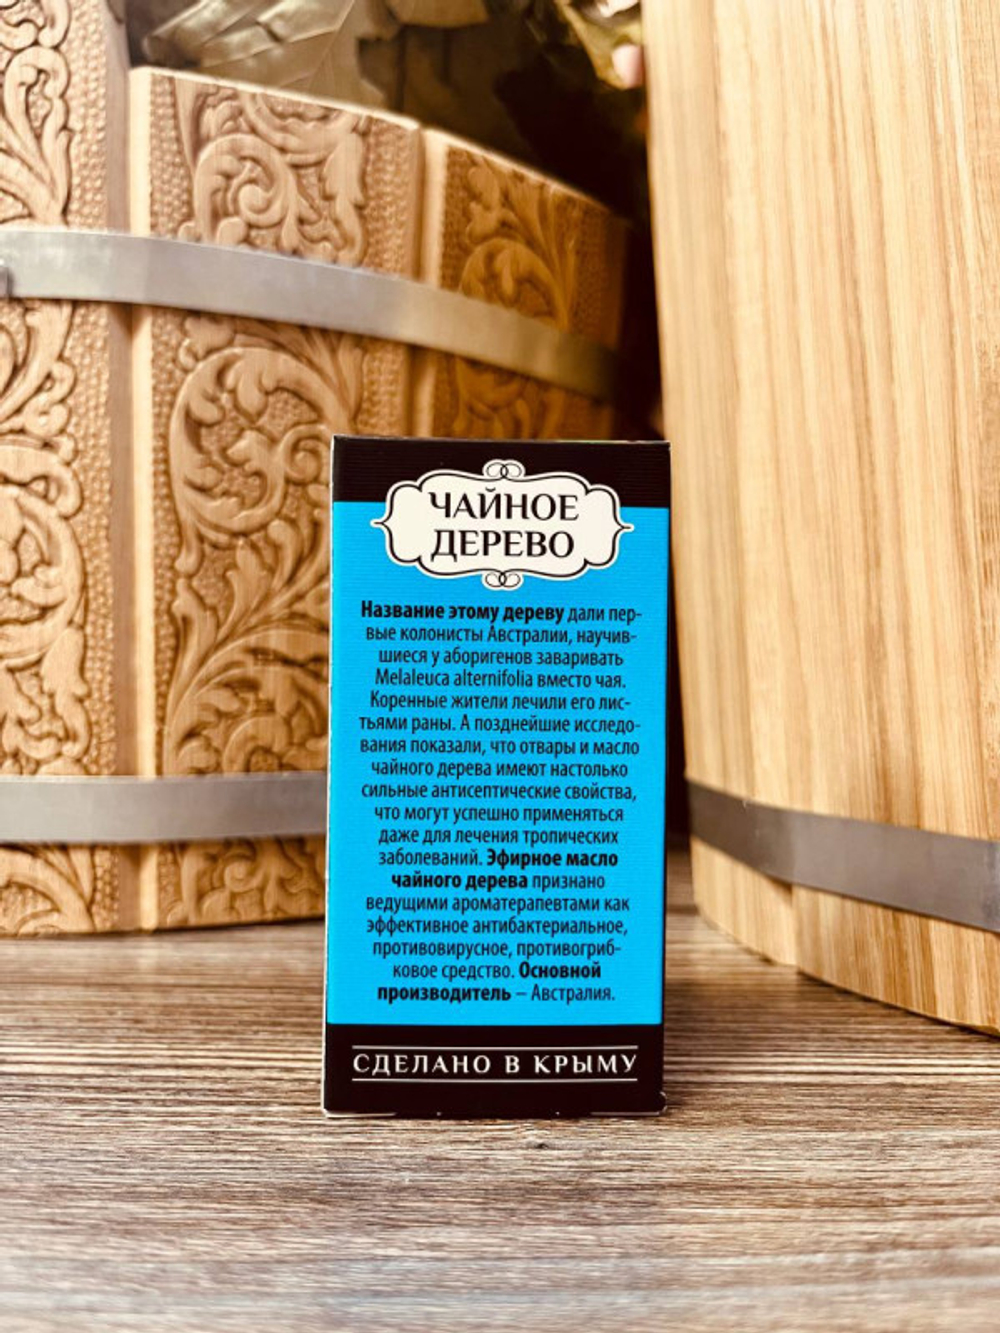 ЧАЙНОЕ
ДЕРЕВО
Название этому дереву дали пер-
вые колонисты Австралии, научив-
шиеся у аборигенов заваривать
Melaleuca alternifolia вместо чая.
Коренные жители лечили его лис-
тьями раны. А позднейшие исследо-
вания показали, что отвары и масло
чайного дерева имеют настолько
сильные антисептические свойства,
что могут успешно применяться
даже для лечения тропических
заболеваний. Эфирное масло
чайного дерева признано
ведущими ароматерапевтами как
эффективное антибактериальное,
противовирусное, противогриб-
ковое средство. Основной
производитель – Австралия.
СДЕЛАНО В КРЫМУ